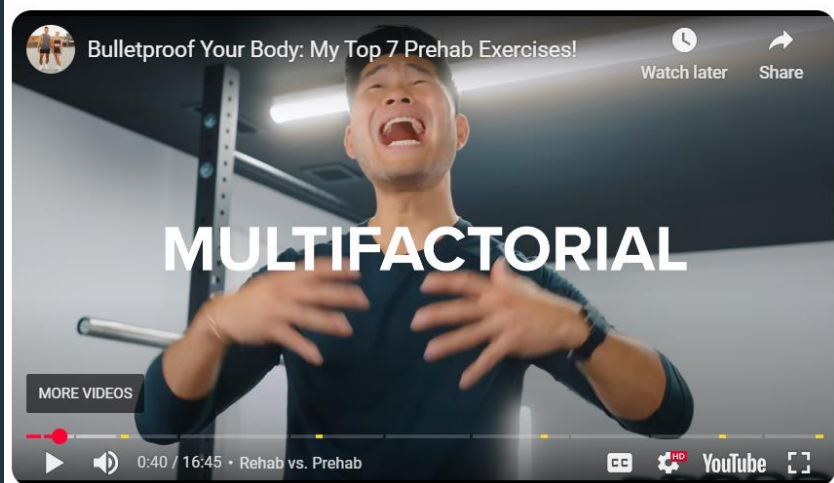 Bulletproof Your Body: My Top 7 Prehab Exercises!
Watch later
Share
MULTIFACTORIAL
MORE VIDEOS
0:40 / 16:45 • Rehab vs. Prehab
CC
HD
YouTube